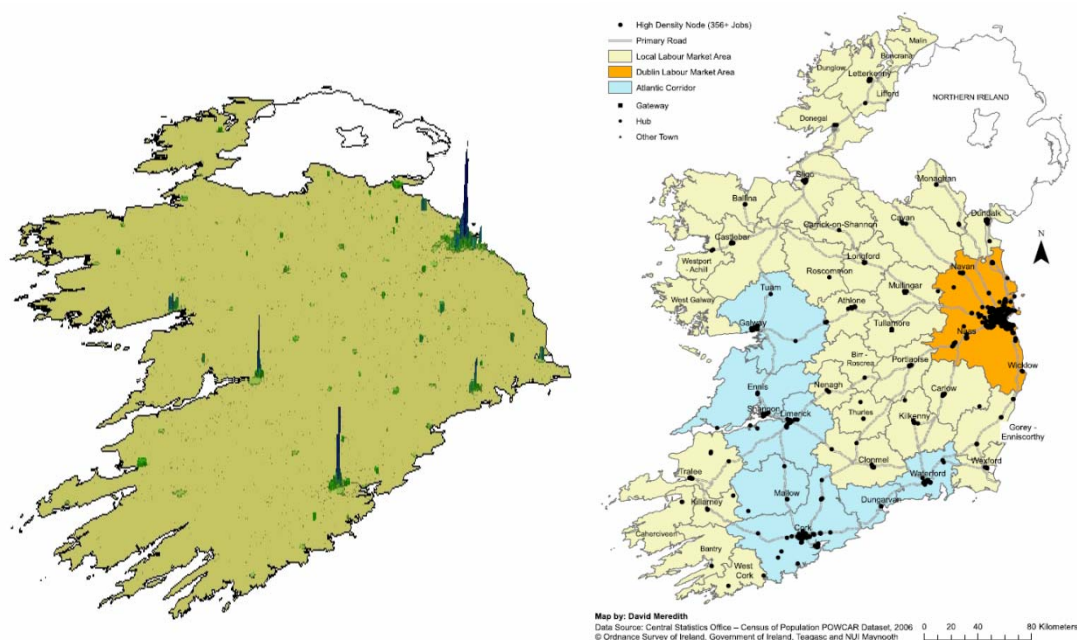 High Density Node (356+ Jobs)
Primary Road
Local Labour Market Area
Dublin Labour Market Area
Atlantic Corridor
Gateway
Hub
Other Town
Malin
Buncrana
Dunglow
Letterkenny
Lifford
NORTHERN IRELAND
Donegal
Sligo
Monaghan
Ballina
Dundalk
Carrick-on-Shannon
Cavan
N
Castlebar
Westport -
Achill
Longford
Navan
Roscommon
Mullingar
West Galway
Tuam
Athlone
Galway
Tullamore
Naas
Birr -
Roscrea
Portlaoise
Wicklow
Ennis
Nenagh
Carlow
Shannon
Limerick
Thurles
Kilkenny
Gorey -
Enniscorthy
Clonmel
Wexford
Tralee
Waterford
Mallow
Dungarvan
Killarney
Cork
Caherciveen
Bantry
West
Cork
Map by: David Meredith
Data Source: Central Statistics Office – Census of Population POWCAR Dataset, 2006
© Ordnance Survey of Ireland, Government of Ireland, Teagasc and NUI Maynooth
0 20 40 80 Kilometers